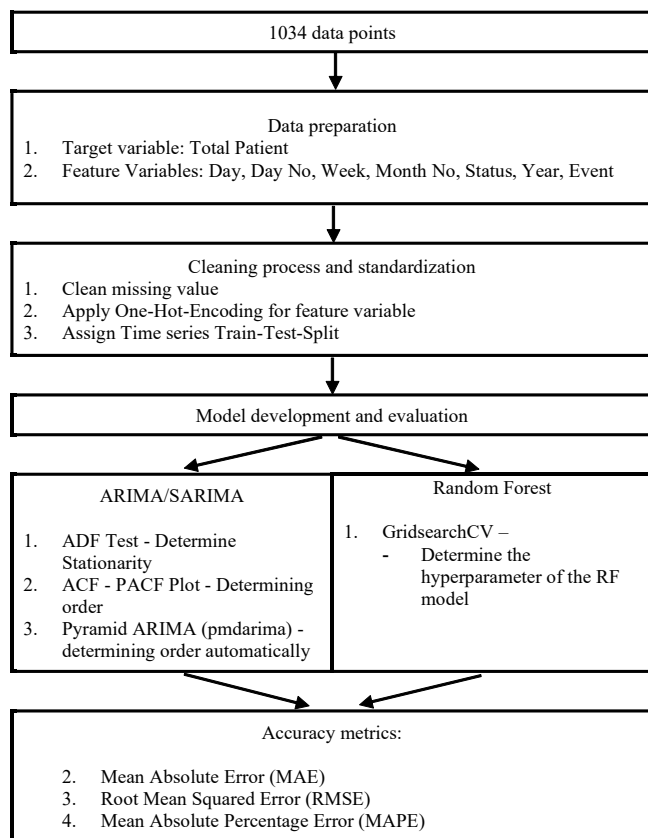 1034 data points
Data preparation
1. Target variable: Total Patient
2. Feature Variables: Day, Day No, Week, Month No, Status, Year, Event
Cleaning process and standardization
1. Clean missing value
2. Apply One-Hot-Encoding for feature variable
3. Assign Time series Train-Test-Split
Model development and evaluation
ARIMA/SARIMA
1. ADF Test - Determine
Stationarity
2. ACF - PACF Plot - Determining
order
3. Pyramid ARIMA (pmdarima) -
determining order automatically
Random Forest
1. GridsearchCV –
- Determine the
hyperparameter of the RF
model
Accuracy metrics:
2. Mean Absolute Error (MAE)
3. Root Mean Squared Error (RMSE)
4. Mean Absolute Percentage Error (MAPE)